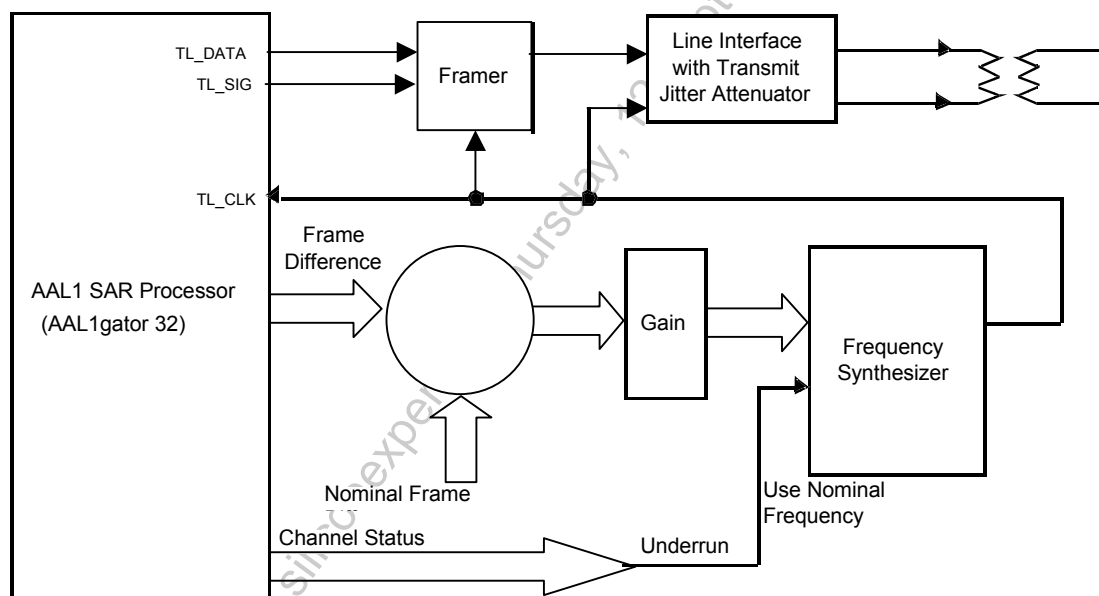 TL_DATA
TL_SIG
Framer
Line Interface
with Transmit
Jitter Attenuator
TL_CLK
Frame
Difference
AAL1 SAR Processor
(AAL1gator 32)
Gain
Frequency
Synthesizer
Nominal Frame
Use Nominal
Frequency
Channel Status
Underrun